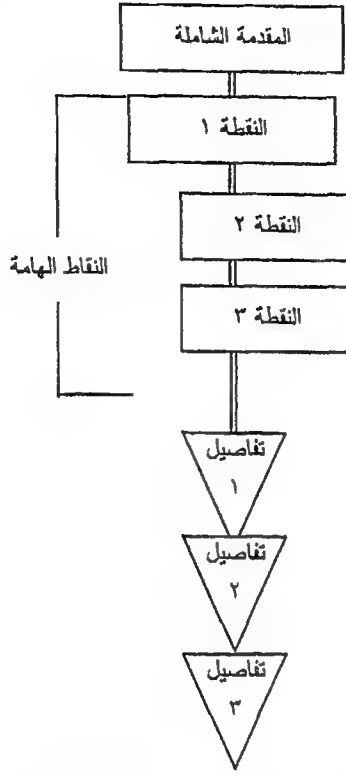 المقدمة الشاملة
النقطة ١
النقطة ٢
النقاط الهامة
النقطة ٣
تفاصيل
١
تفاصيل
٢
تفاصيل
٣